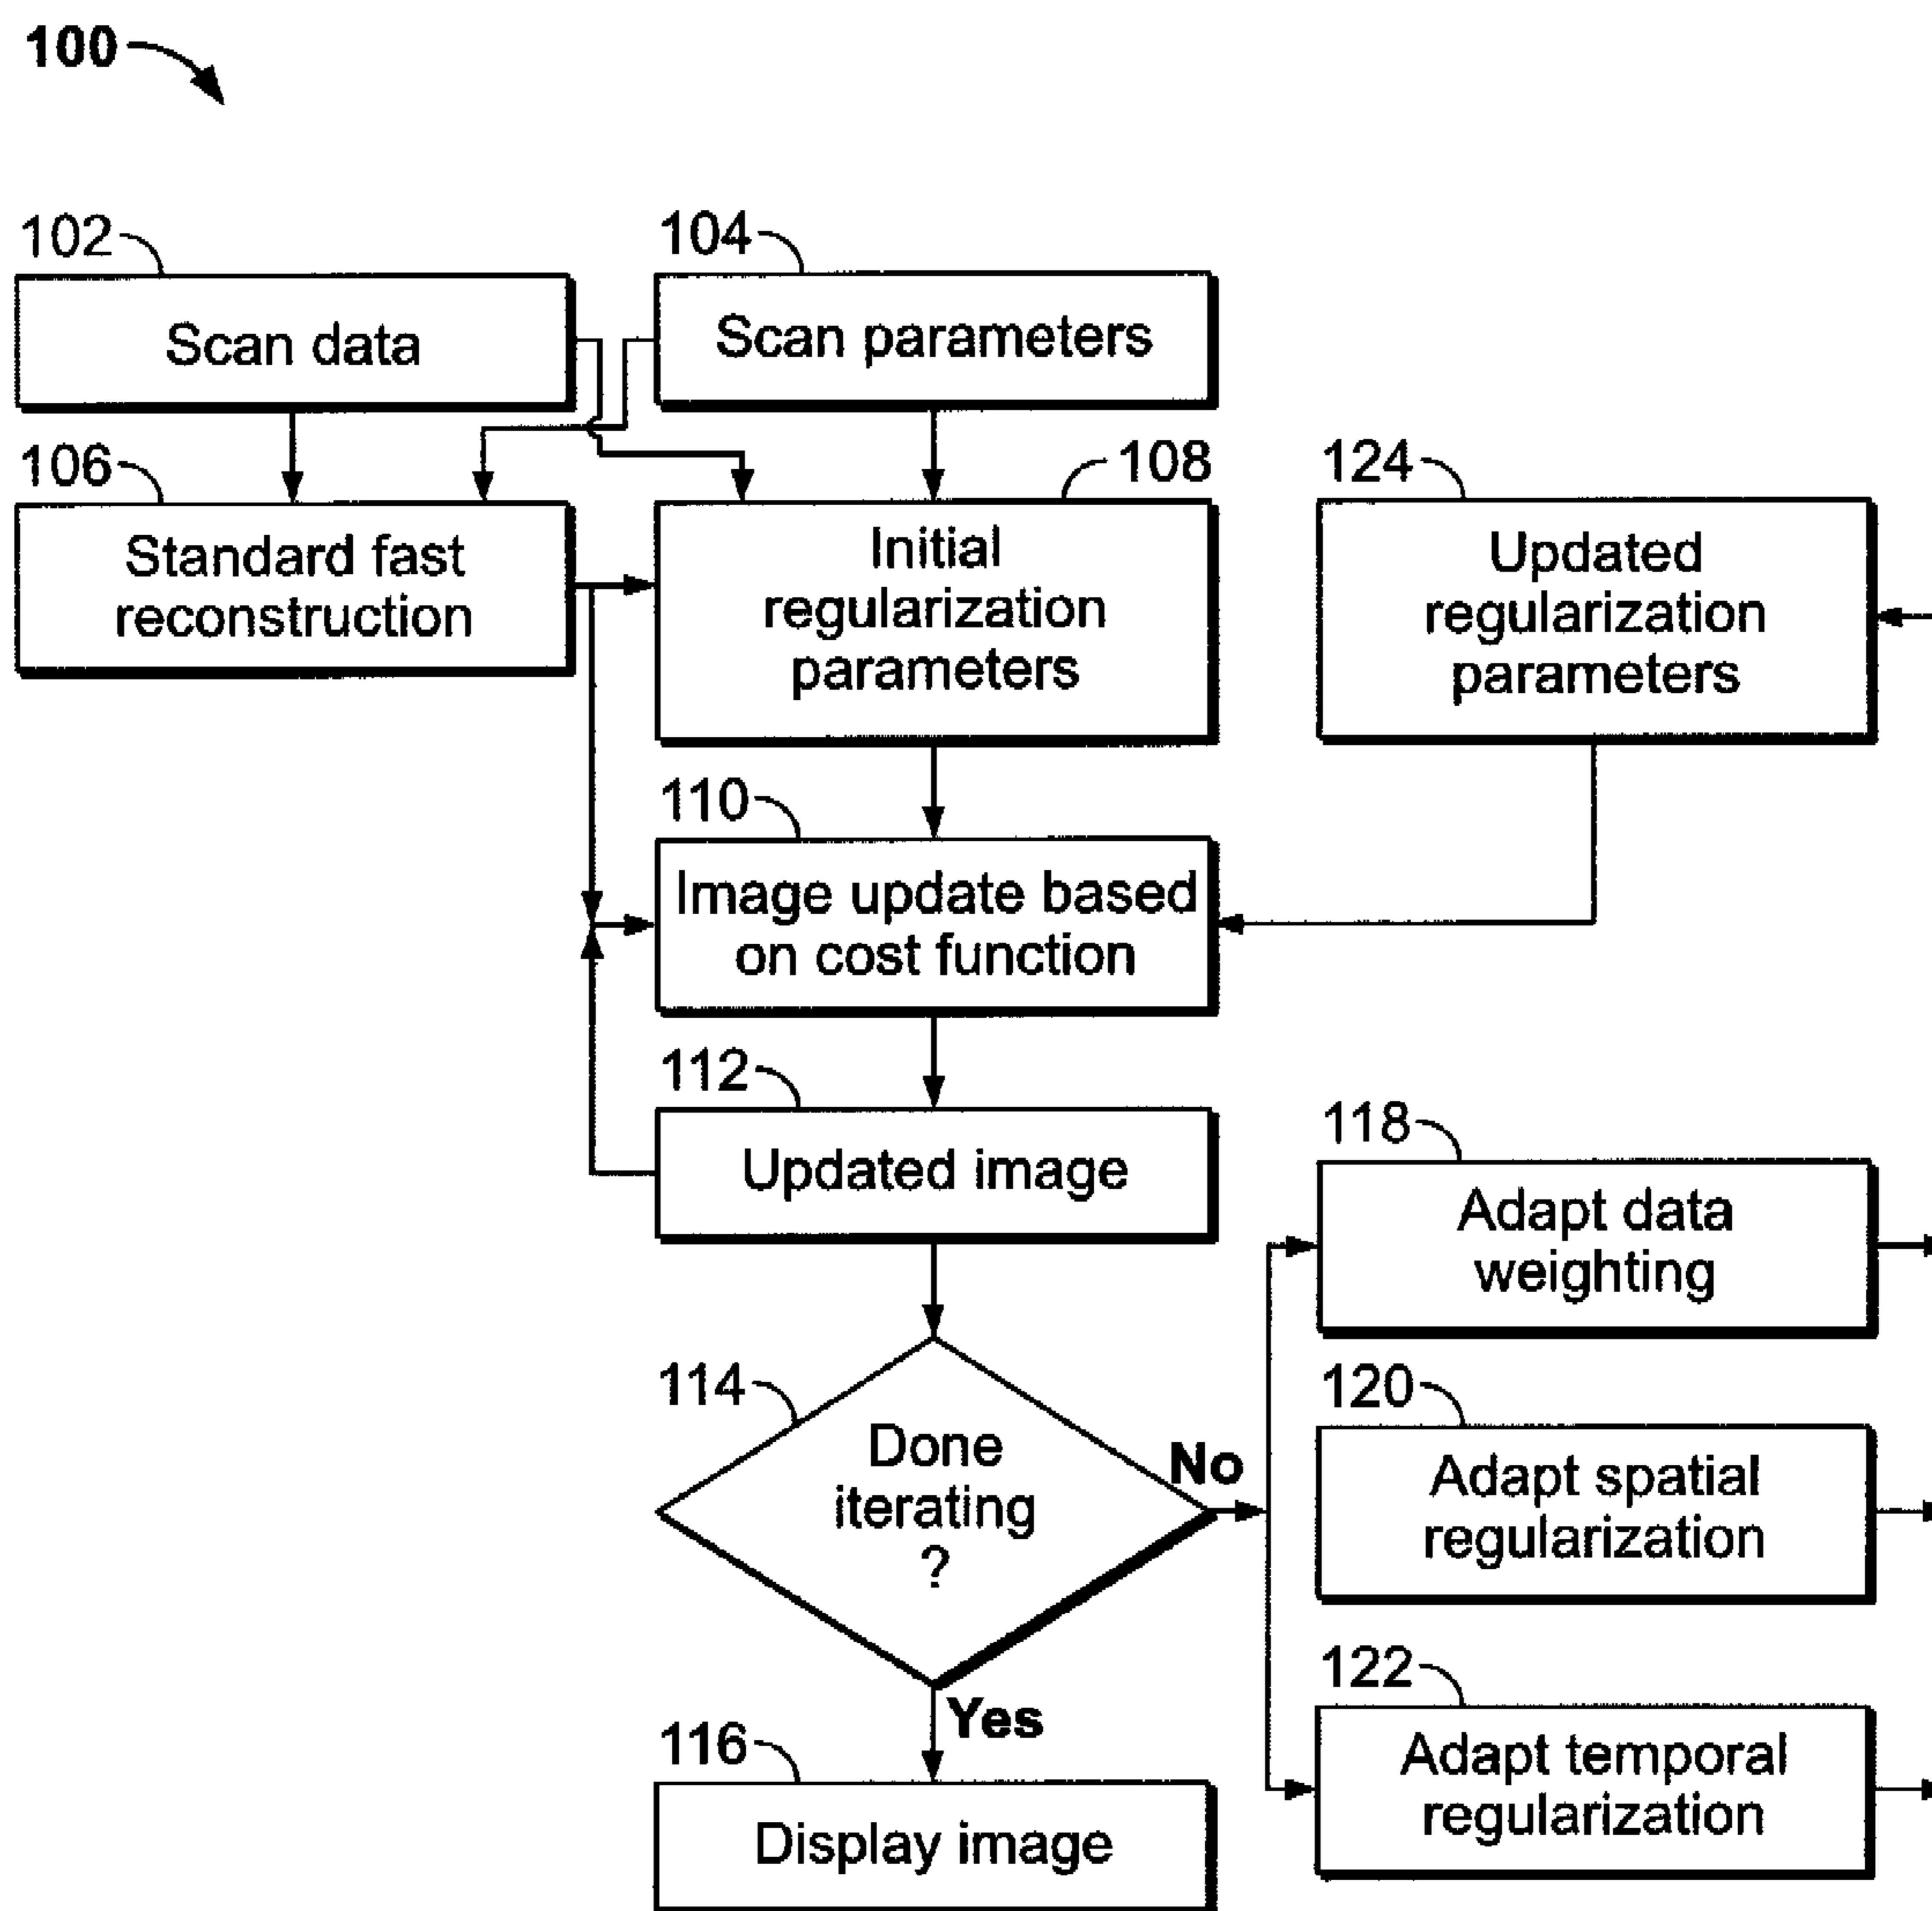 100
102
Scan data
104
Scan parameters
106
Standard fast
reconstruction
108
Initial
regularization
parameters
124
Updated
regularization
parameters
110
Image update based
on cost function
112
Updated image
114
Done
iterating
?
No
Yes
118
Adapt data
weighting
120
Adapt spatial
regularization
122
Adapt temporal
regularization
116
Display image